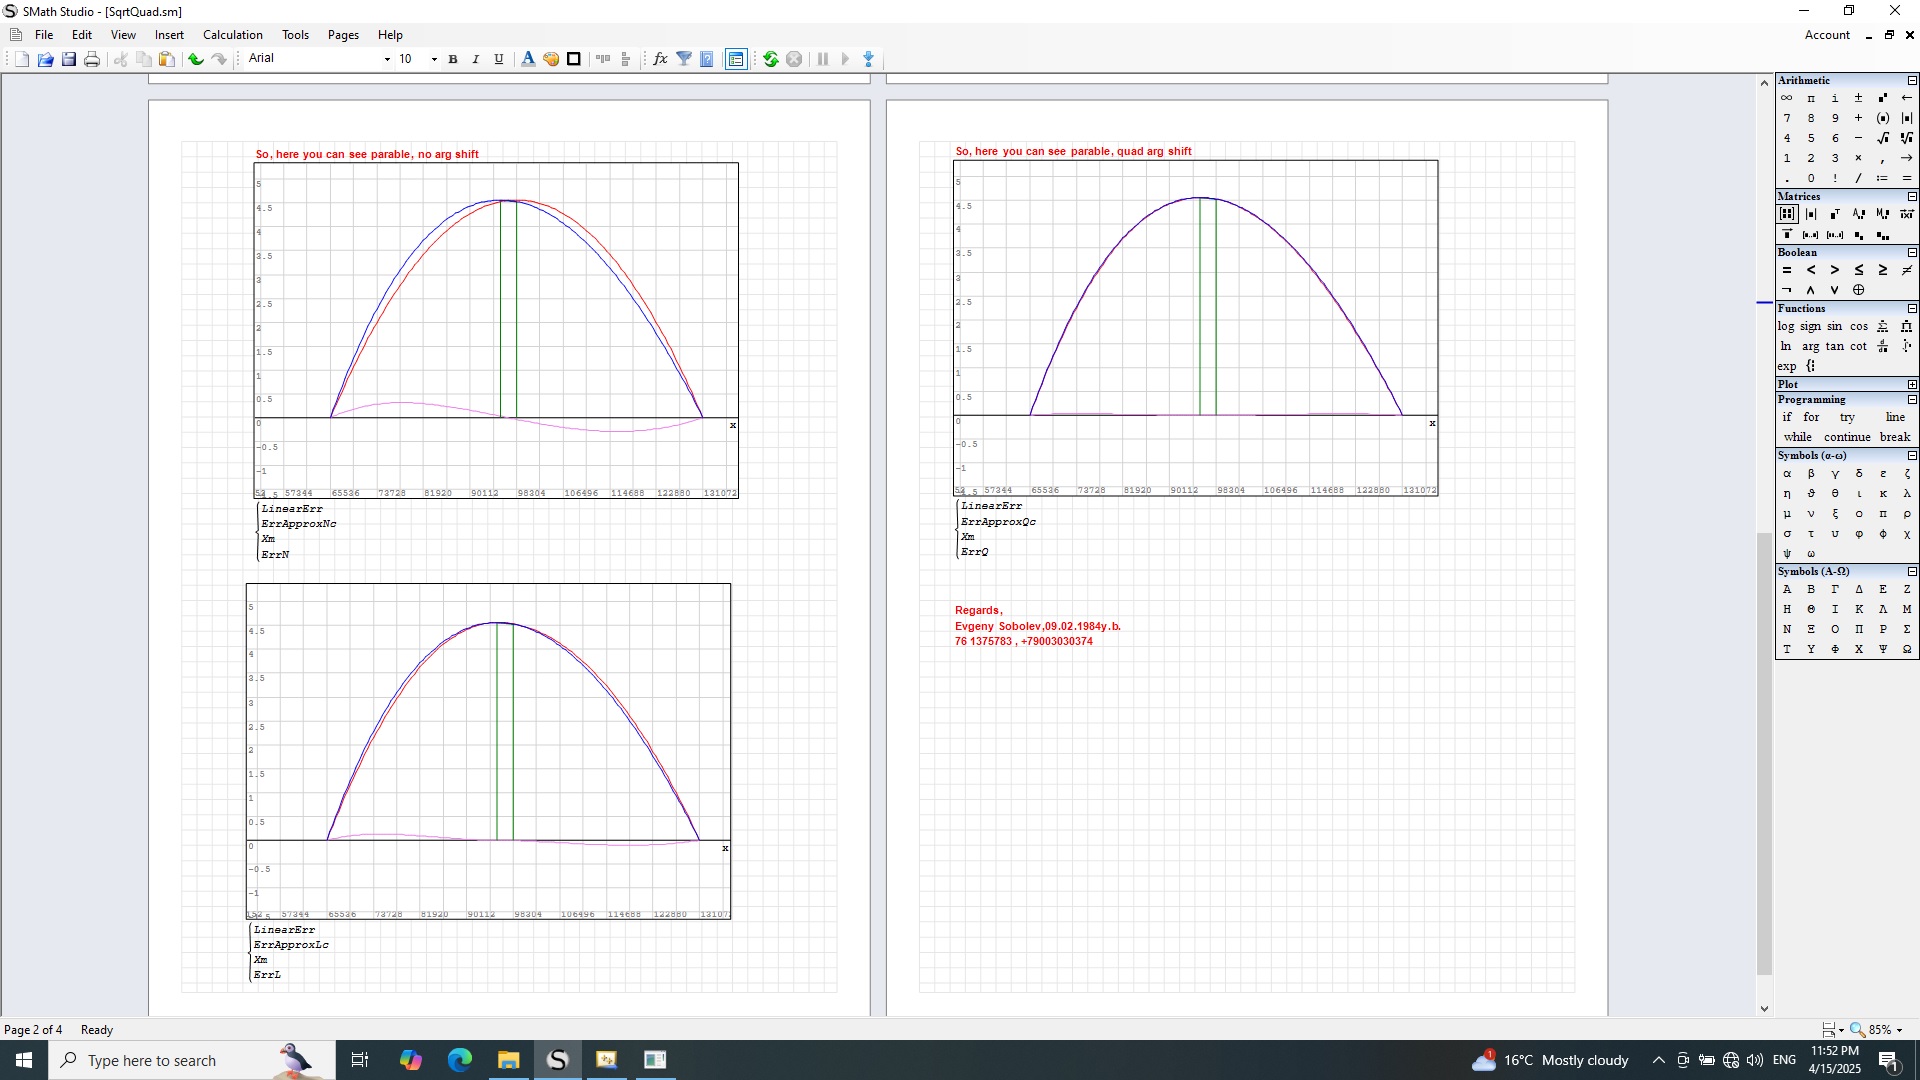 SMath Studio - [SqrtQuad.sm]
File Edit View Insert Calculation Tools Pages Help
Account
Arial 10 B I U A fx
So, here you can see parable, no arg shift
5
4.5
4
3.5
3
2.5
2
1.5
1
0.5
0
-0.5
-1
x
57344 65536 73728 81920 90112 98304 106496 114688 122880 131072
LinearErr
ErrApproxNc
Xm
ErrN
5
4.5
4
3.5
3
2.5
2
1.5
1
0.5
0
-0.5
-1
x
57344 65536 73728 81920 90112 98304 106496 114688 122880 13107
LinearErr
ErrApproxLc
Xm
ErrL
So, here you can see parable, quad arg shift
5
4.5
4
3.5
3
2.5
2
1.5
1
0.5
0
-0.5
-1
x
57344 65536 73728 81920 90112 98304 106496 114688 122880 131072
LinearErr
ErrApproxQc
Xm
ErrQ
Regards,
Evgeny Sobolev,09.02.1984y.b.
76 1375783 , +79003030374
Arithmetic
∞ π i ± ←
7 8 9 +
4 5 6 −
1 2 3 × , →
. 0 ! / := =
Matrices
Boolean
= < > ≤ ≥ ≠
¬ ∧ ∨ ⊕
Functions
log sign sin cos
ln arg tan cot
exp
Plot
Programming
if for try line
while continue break
Symbols (α-ω)
α β γ δ ε ζ
η ϑ θ ι κ λ
μ ν ξ ο π ρ
σ τ υ φ ϕ χ
ψ ω
Symbols (Α-Ω)
Α Β Γ Δ Ε Ζ
Η Θ Ι Κ Λ Μ
Ν Ξ Ο Π Ρ Σ
Τ Υ Φ Χ Ψ Ω
Page 2 of 4 Ready
85%
Type here to search
1
16°C Mostly cloudy
ENG
11:52 PM
4/15/2025
1